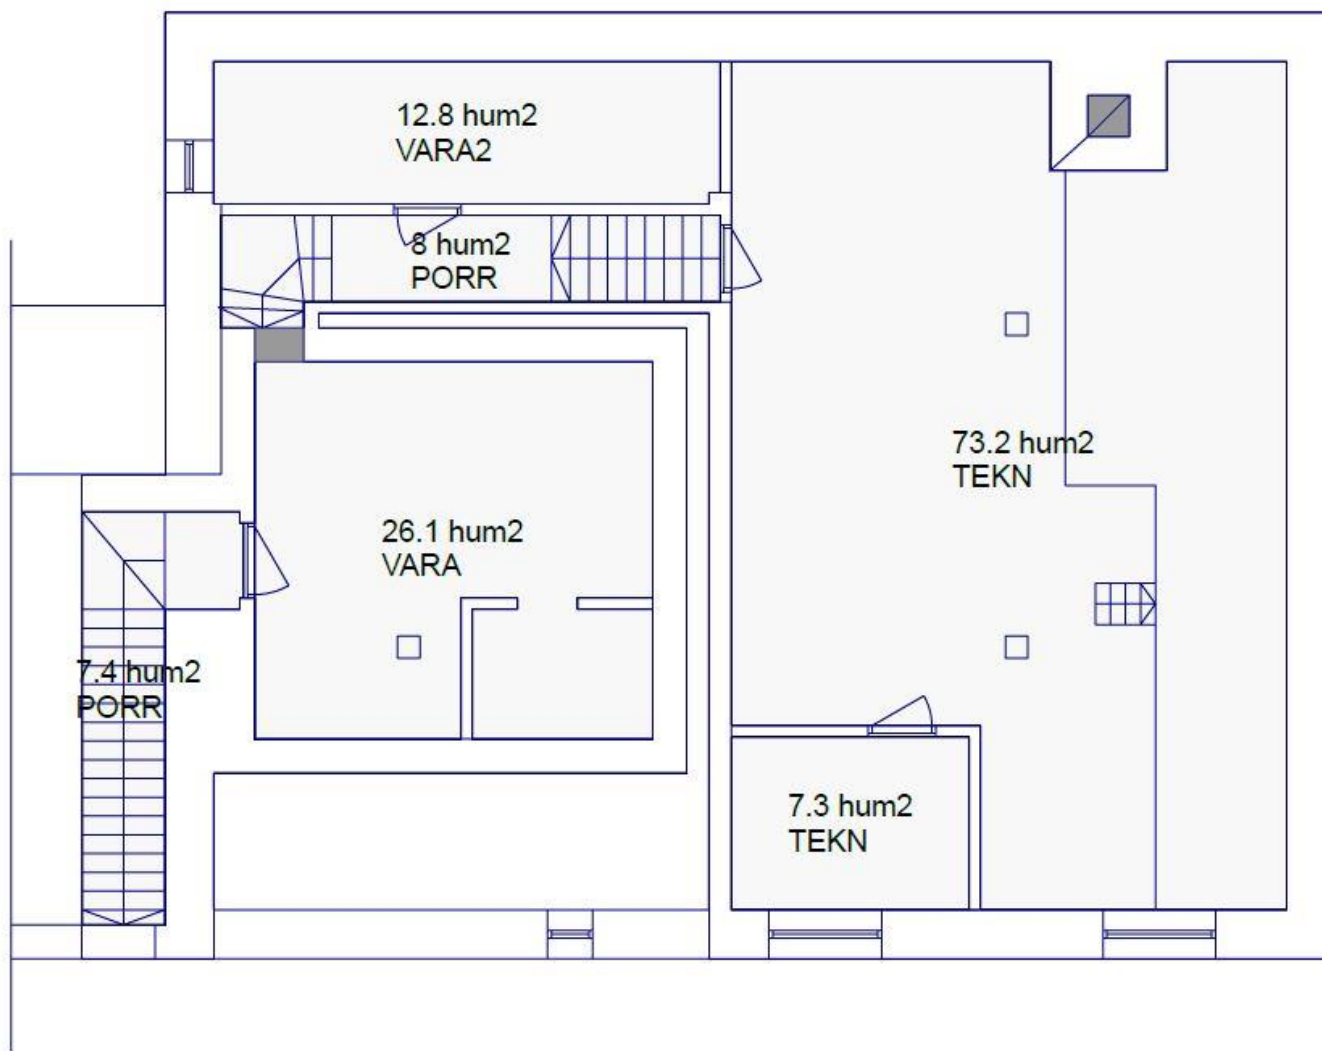 12.8 hum2
VARA2
8 hum2
PORR
73.2 hum2
TEKN
26.1 hum2
VARA
7.4 hum2
PORR
7.3 hum2
TEKN